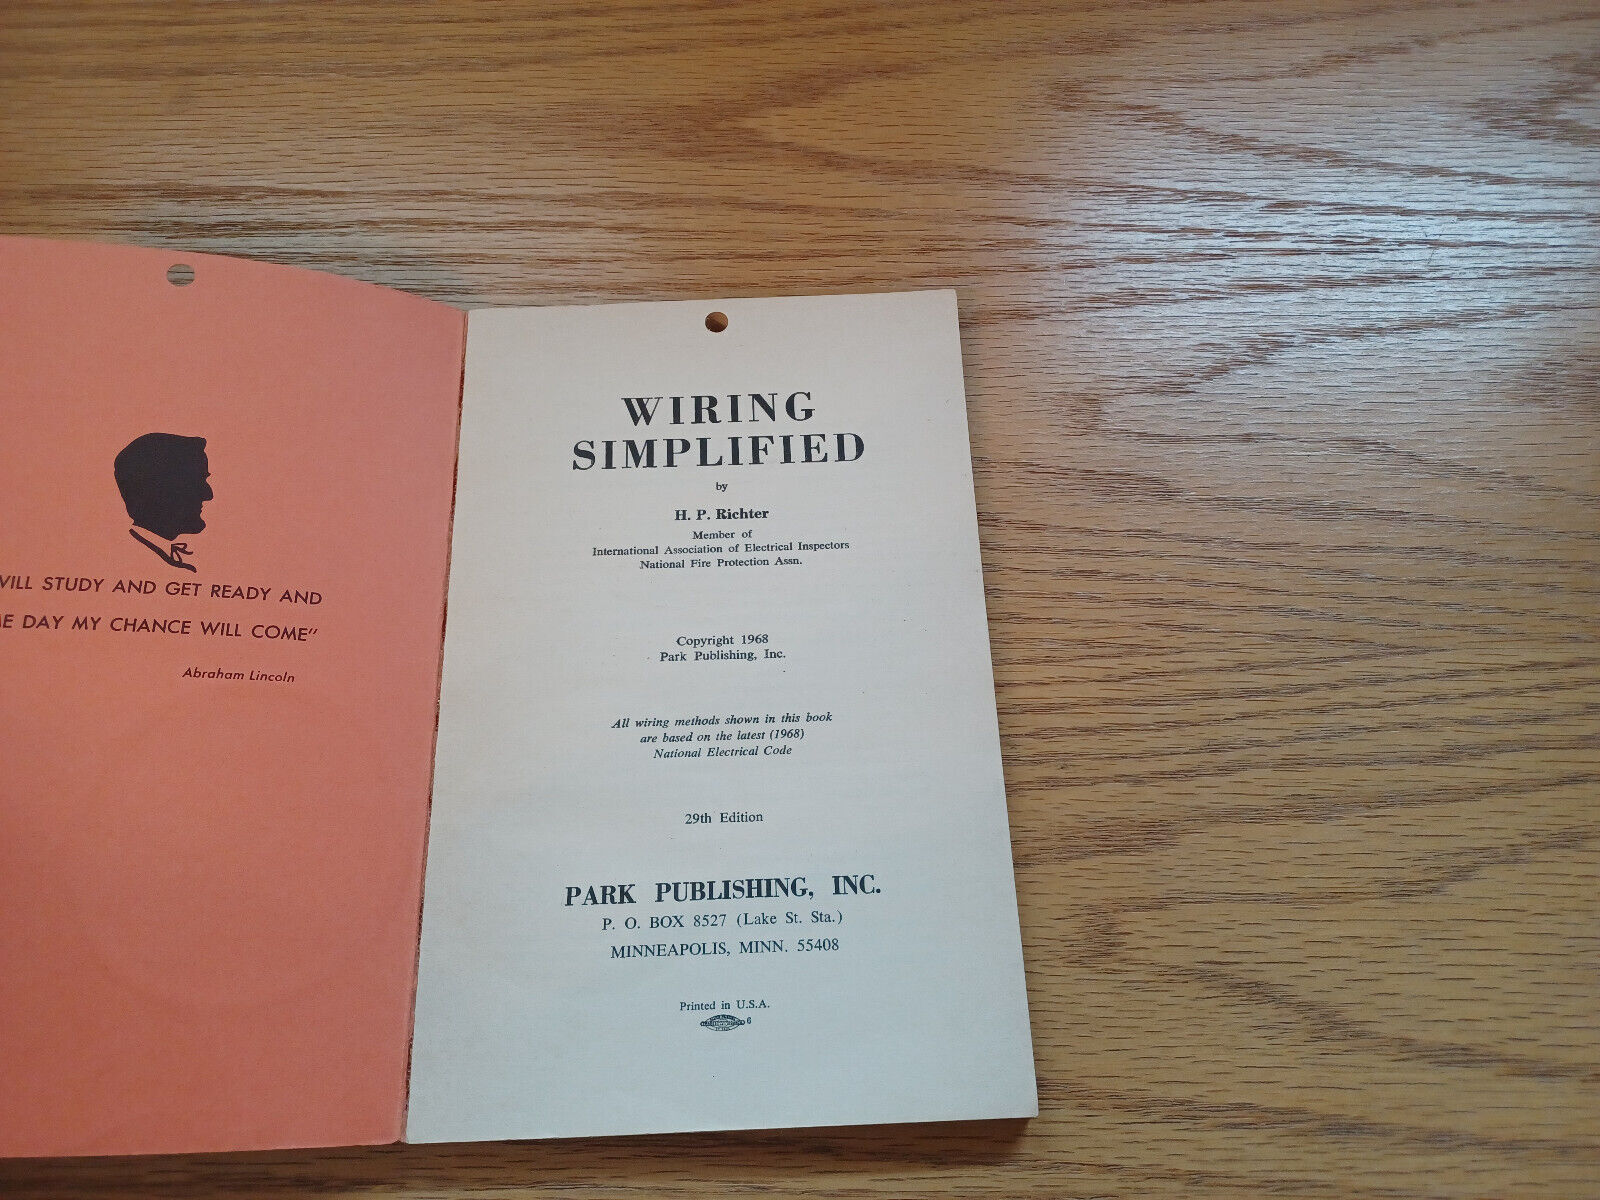 STUDY AND GET READY AND
DAY MY CHANCE WILL COME"
Abraham Lincoln
WIRING
SIMPLIFIED
by
H. P. Richter
Member of
International Association of Electrical Inspectors
National Fire Protection Assn.
Copyright 1968
Park Publishing, Inc.
All wiring methods shown in this book
are based on the latest (1968)
National Electrical Code
29th Edition
PARK PUBLISHING, INC.
P. O. BOX 8527 (Lake St. Sta.)
MINNEAPOLIS, MINN. 55408
Printed in U.S.A.
6